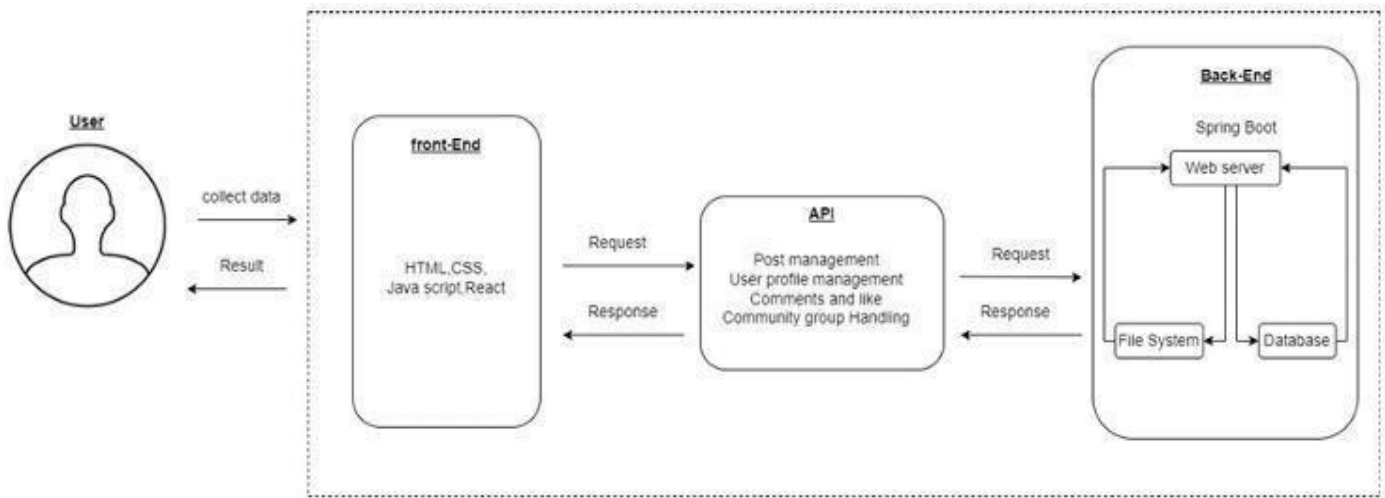 User
collect data
Result
front-End
HTML,CSS,
Java script,React
Request
Response
API
Post management
User profile management
Comments and like
Community group Handling
Request
Response
Back-End
Spring Boot
Web server
File System
Database